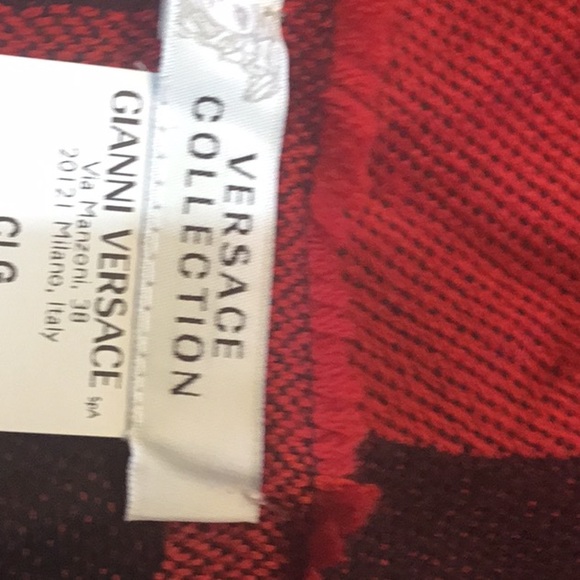 VERSACE
COLLECTION
GIANNI VERSACE SpA
Via Manzoni, 38
20121 Milano, Italy